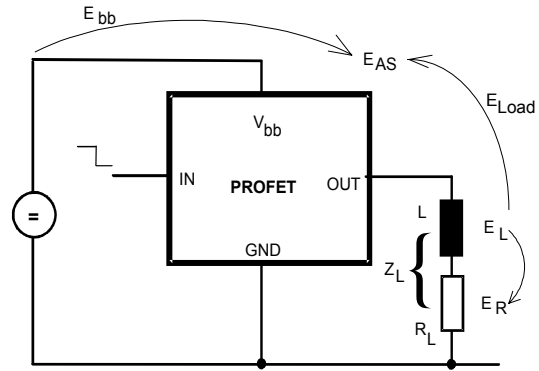 E bb
E AS
E Load
V bb
IN
PROFET
OUT
L
E L
GND
Z L
E R
R L
=